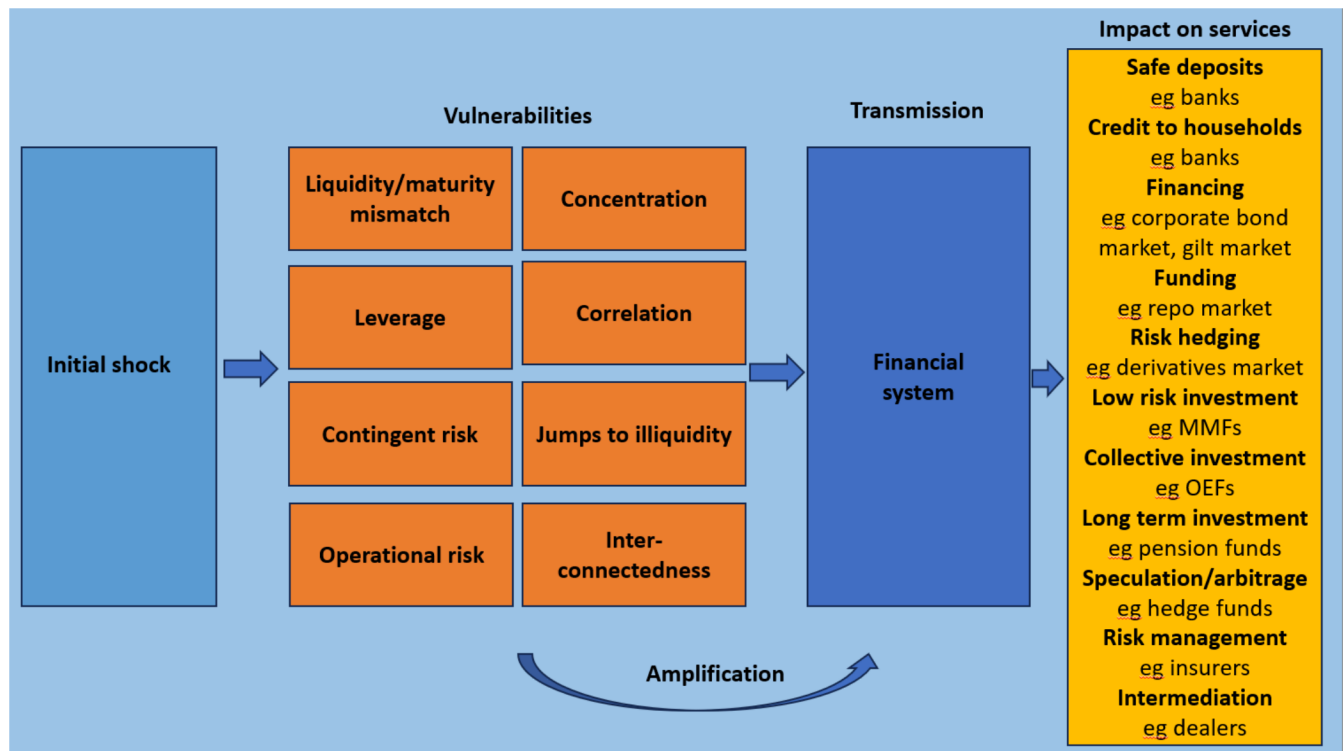 Initial shock
Vulnerabilities
Liquidity/maturity
mismatch
Concentration
Leverage
Correlation
Contingent risk
Jumps to illiquidity
Operational risk
Inter-
connectedness
Amplification
Transmission
Financial
system
Impact on services
Safe deposits
eg banks
Credit to households
eg banks
Financing
eg corporate bond
market, gilt market
Funding
eg repo market
Risk hedging
eg derivatives market
Low risk investment
eg MMFs
Collective investment
eg OEFs
Long term investment
eg pension funds
Speculation/arbitrage
eg hedge funds
Risk management
eg insurers
Intermediation
eg dealers